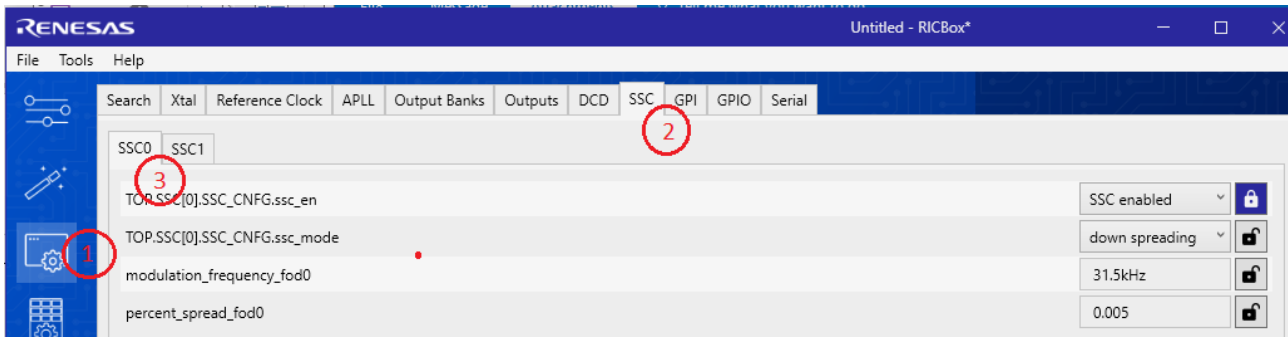 RENESAS
Untitled - RICBox*
File Tools Help
Search Xtal Reference Clock APLL Output Banks Outputs DCD SSC GPI GPIO Serial
2
SSC0 SSC1
3
TOP.SSC[0].SSC_CNFG.ssc_en SSC enabled
1
TOP.SSC[0].SSC_CNFG.ssc_mode down spreading
modulation_frequency_fod0 31.5kHz
percent_spread_fod0 0.005